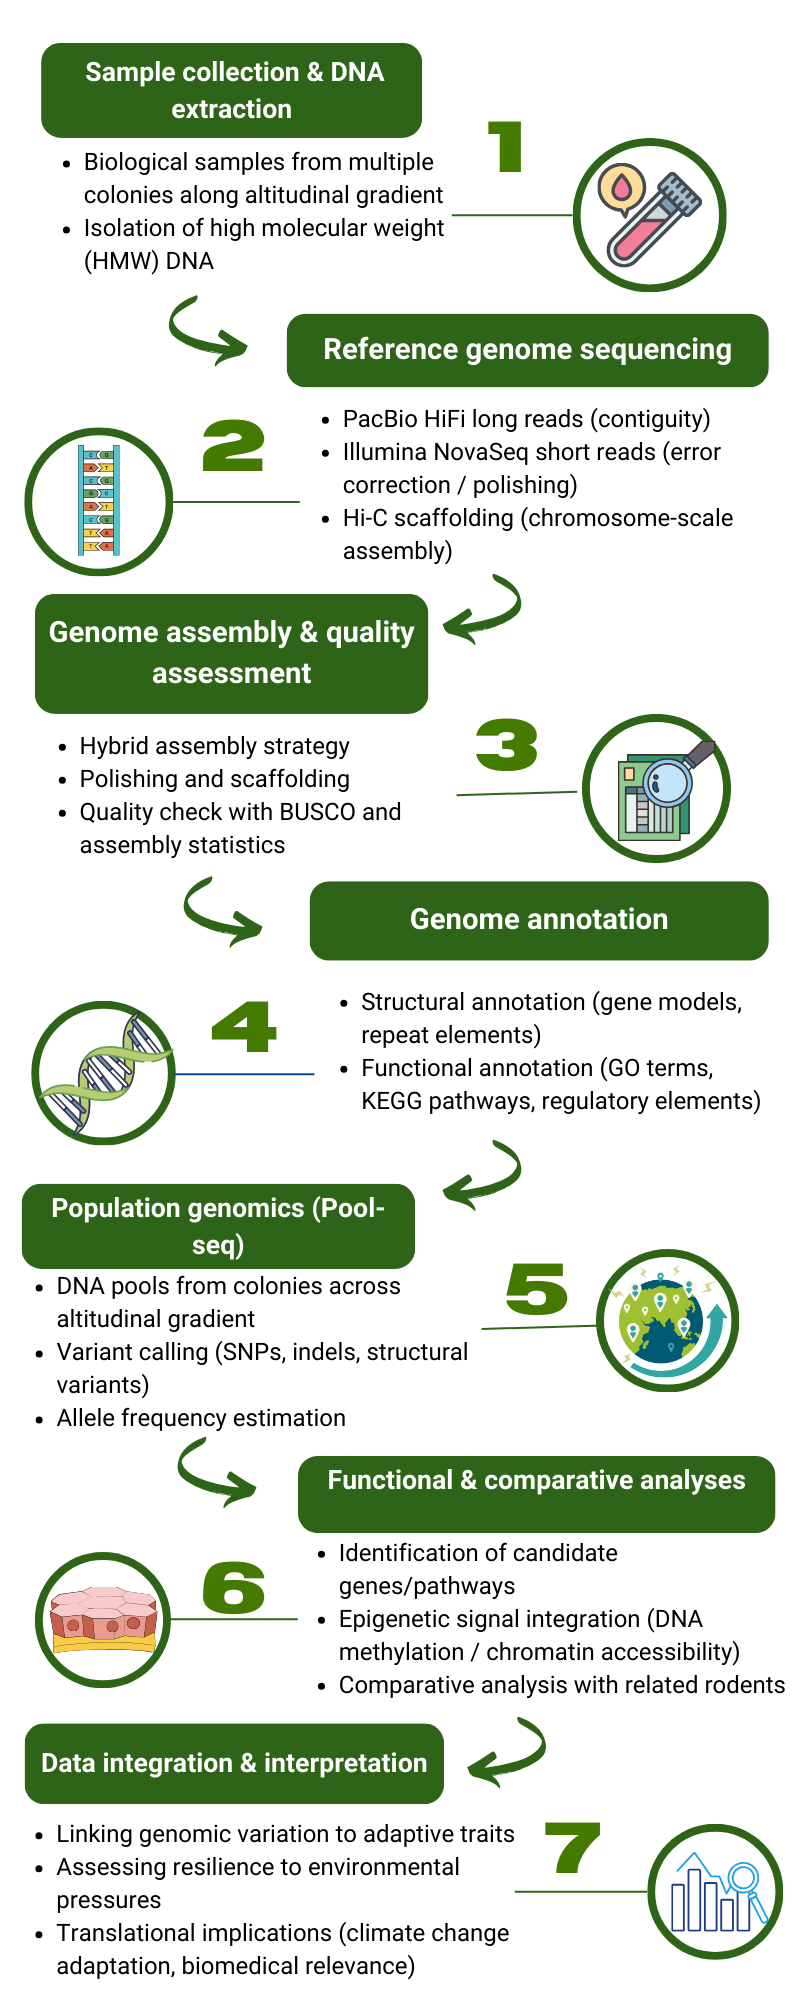 Sample collection & DNA
extraction
1
• Biological samples from multiple
colonies along altitudinal gradient
• Isolation of high molecular weight
(HMW) DNA
Reference genome sequencing
2
• PacBio HiFi long reads (contiguity)
• Illumina NovaSeq short reads (error
correction / polishing)
• Hi-C scaffolding (chromosome-scale
assembly)
C G
A T
C G
G C
A T
C G
T A
T A
Genome assembly & quality
assessment
3
• Hybrid assembly strategy
• Polishing and scaffolding
• Quality check with BUSCO and
assembly statistics
Genome annotation
4
• Structural annotation (gene models,
repeat elements)
• Functional annotation (GO terms,
KEGG pathways, regulatory elements)
Population genomics (Pool-
seq)
5
• DNA pools from colonies across
altitudinal gradient
• Variant calling (SNPs, indels, structural
variants)
• Allele frequency estimation
Functional & comparative analyses
6
• Identification of candidate
genes/pathways
• Epigenetic signal integration (DNA
methylation / chromatin accessibility)
• Comparative analysis with related rodents
Data integration & interpretation
7
• Linking genomic variation to adaptive traits
• Assessing resilience to environmental
pressures
• Translational implications (climate change
adaptation, biomedical relevance)